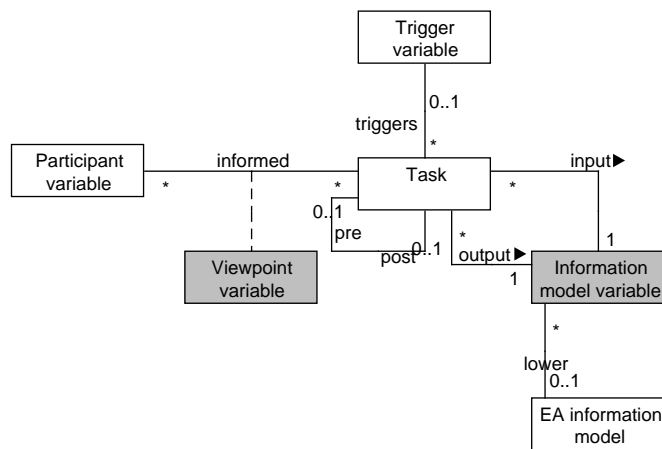 Trigger
variable
0..1
triggers
*
Participant
variable
informed
*
*
Task
*
input▶
0..1
pre
post
0..1
*
output▶
1
1
Viewpoint
variable
Information
model variable
*
lower
0..1
EA information
model